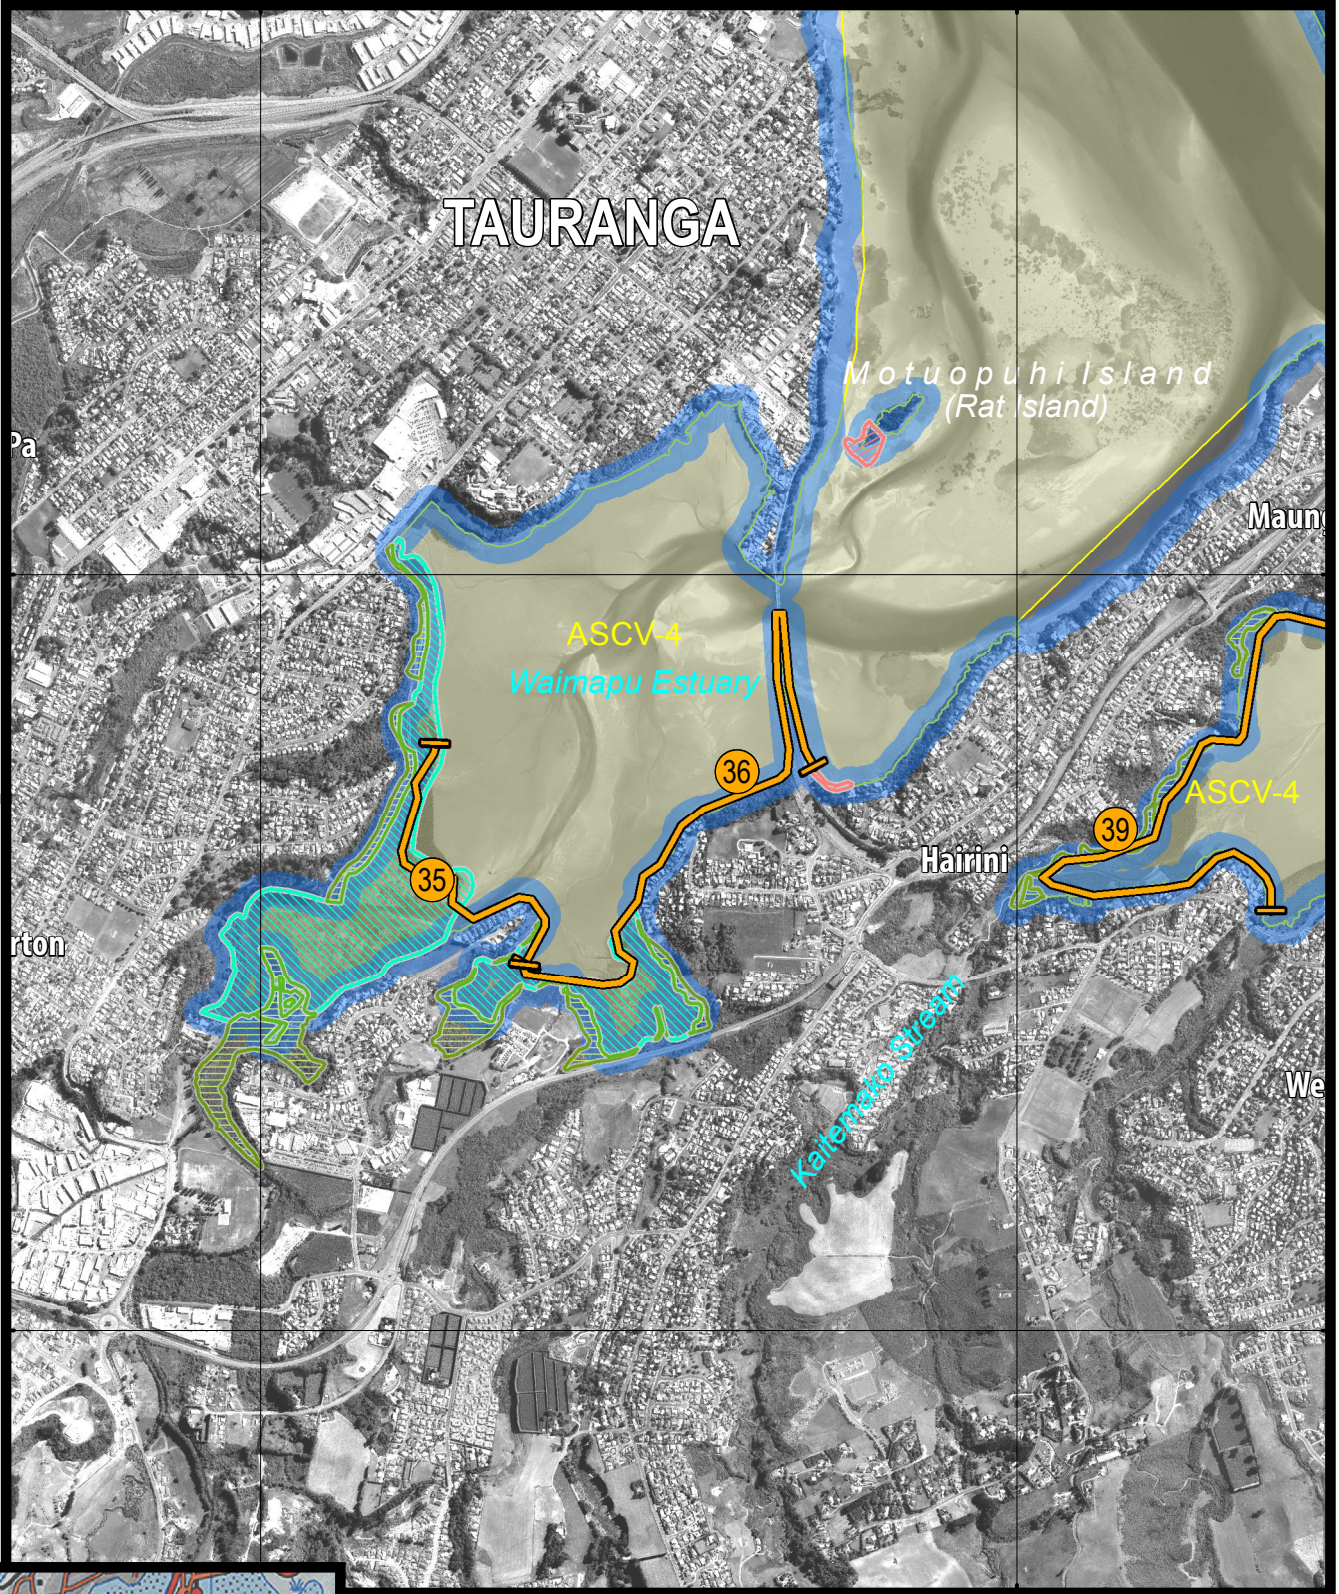 TAURANGA
Motuopuhi Island
(Rat Island)
Pa
Maung
ASCV-4
Waimapu Estuary
36
ASCV-4
39
Hairini
35
rton
Kaitemako Stream
We